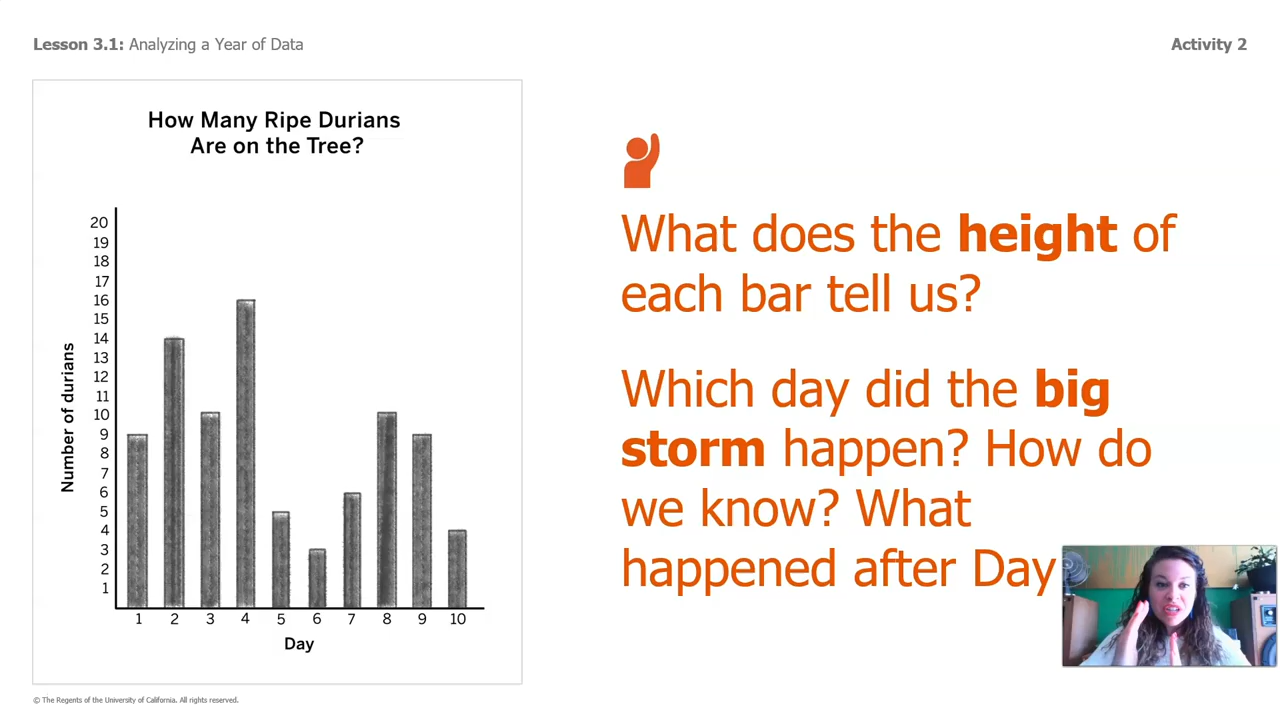 Lesson 3.1: Analyzing a Year of Data
Activity 2
How Many Ripe Durians
Are on the Tree?
Number of durians
20
19
18
17
16
15
14
13
12
11
10
9
8
7
6
5
4
3
2
1
1 2 3 4 5 6 7 8 9 10
Day
What does the height of
each bar tell us?
Which day did the big
storm happen? How do
we know? What
happened after Day
© The Regents of the University of California. All rights reserved.